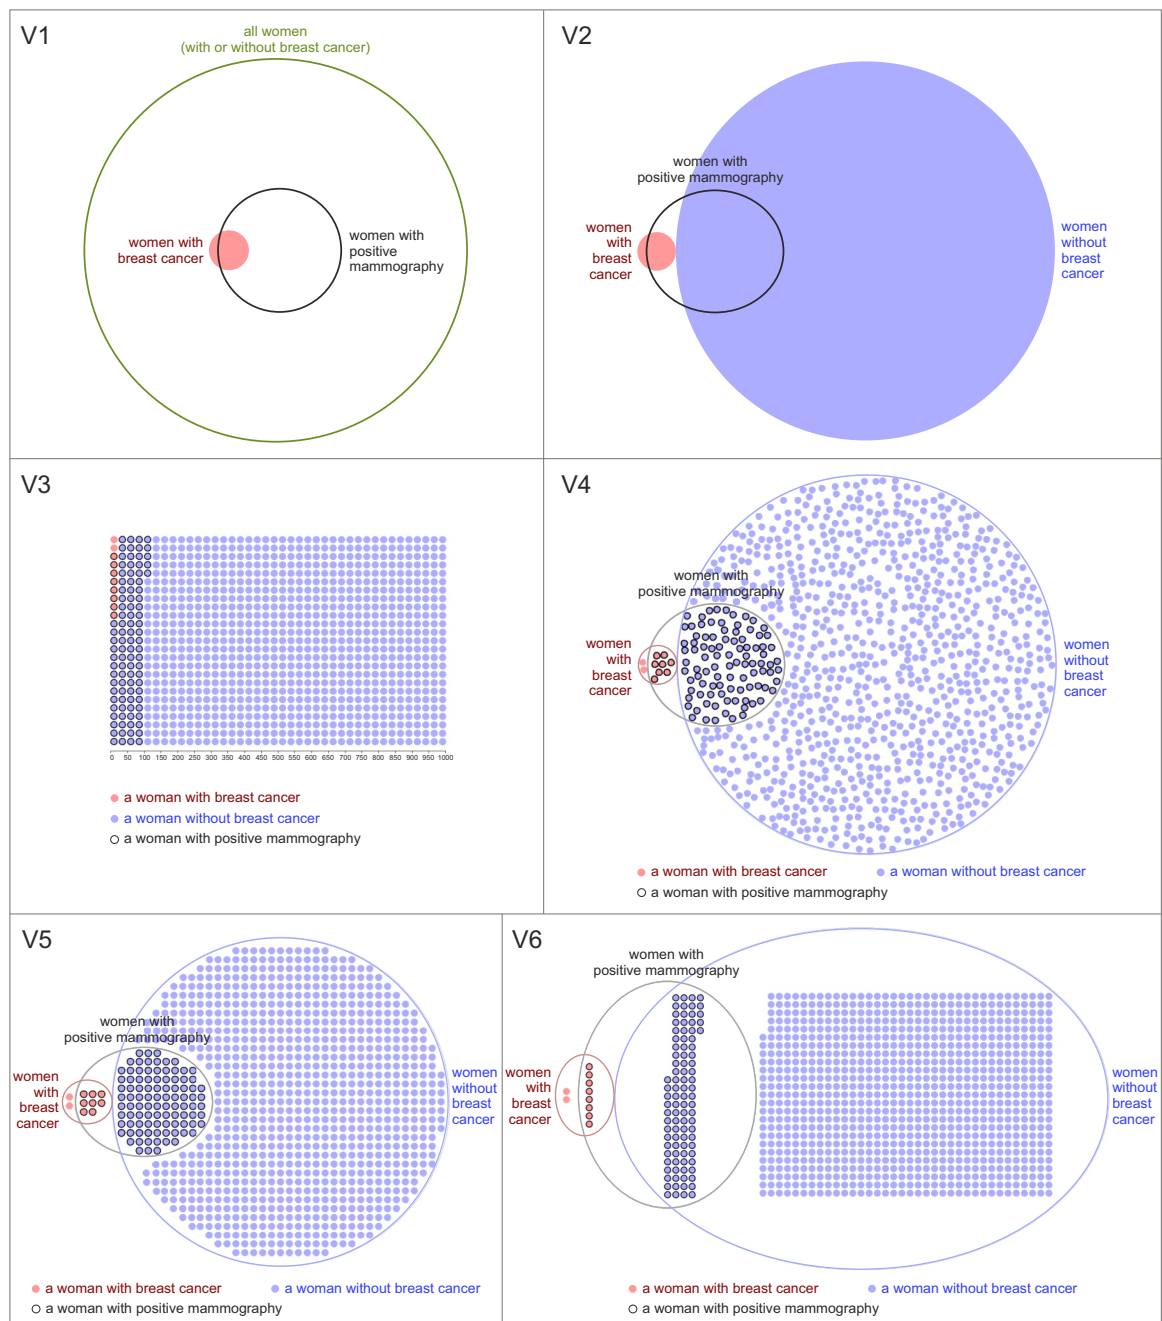 V1
all women
(with or without breast cancer)
women with
breast cancer
women with
positive
mammography
V2
women with
positive mammography
women
with
breast
cancer
women
without
breast
cancer
V3
0 50 100 150 200 250 300 350 400 450 500 550 600 650 700 750 800 850 900 950 1000
a woman with breast cancer
a woman without breast cancer
a woman with positive mammography
V4
women with
positive mammography
women
with
breast
cancer
women
without
breast
cancer
a woman with breast cancer
a woman without breast cancer
a woman with positive mammography
V5
women with
positive mammography
women
with
breast
cancer
women
without
breast
cancer
a woman with breast cancer
a woman without breast cancer
a woman with positive mammography
V6
women with
positive mammography
women
with
breast
cancer
women
without
breast
cancer
a woman with breast cancer
a woman without breast cancer
a woman with positive mammography